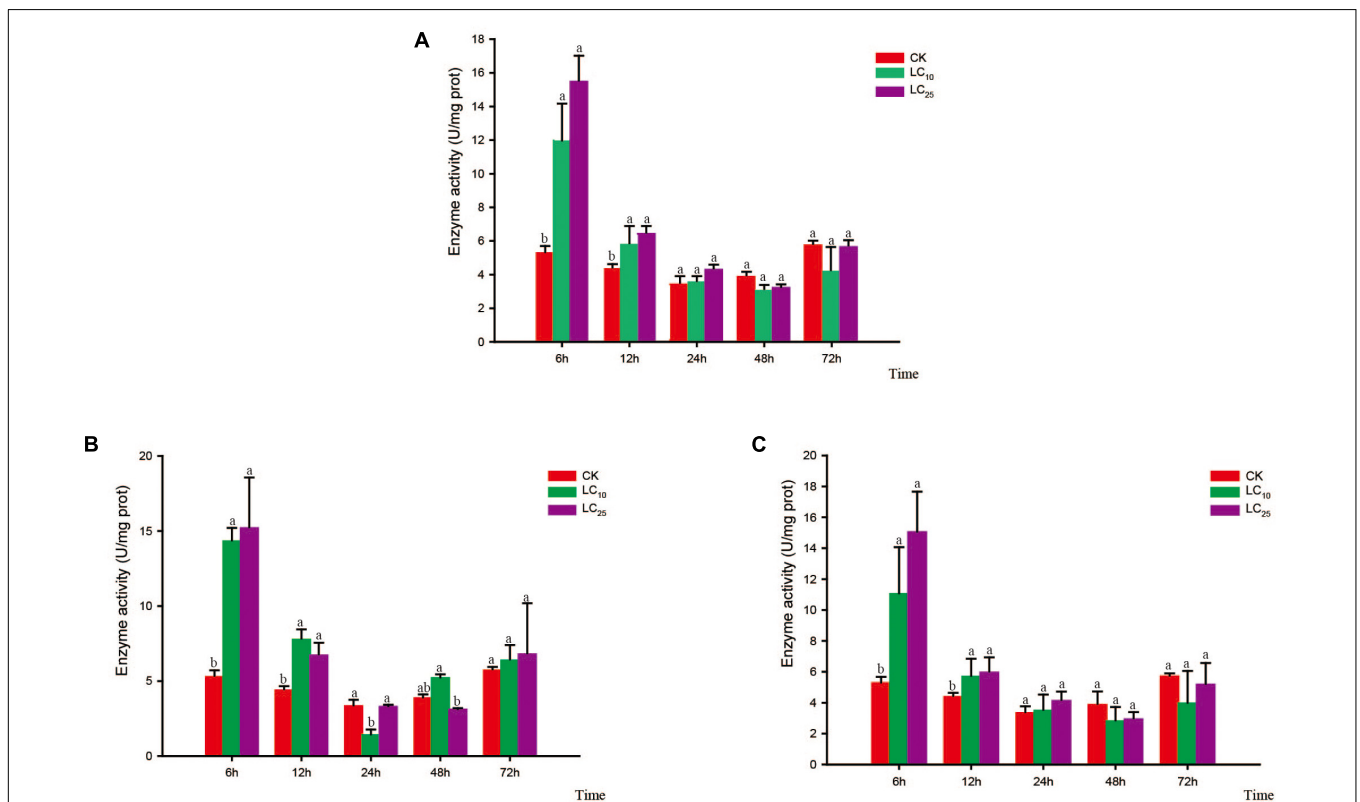 A
Enzyme activity (U/mg prot)
18
16
14
12
10
8
6
4
2
0
CK
LC10
LC25
b a a
b a a
a a a
a a a
a a a
6h 12h 24h 48h 72h
Time
B
Enzyme activity (U/mg prot)
20
15
10
5
0
CK
LC10
LC25
b a a
b a a
a b a
ab a b
a a a
6h 12h 24h 48h 72h
Time
C
Enzyme activity (U/mg prot)
20
18
16
14
12
10
8
6
4
2
0
CK
LC10
LC25
b a a
b a a
a a a
a a a
a a a
6h 12h 24h 48h 72h
Time